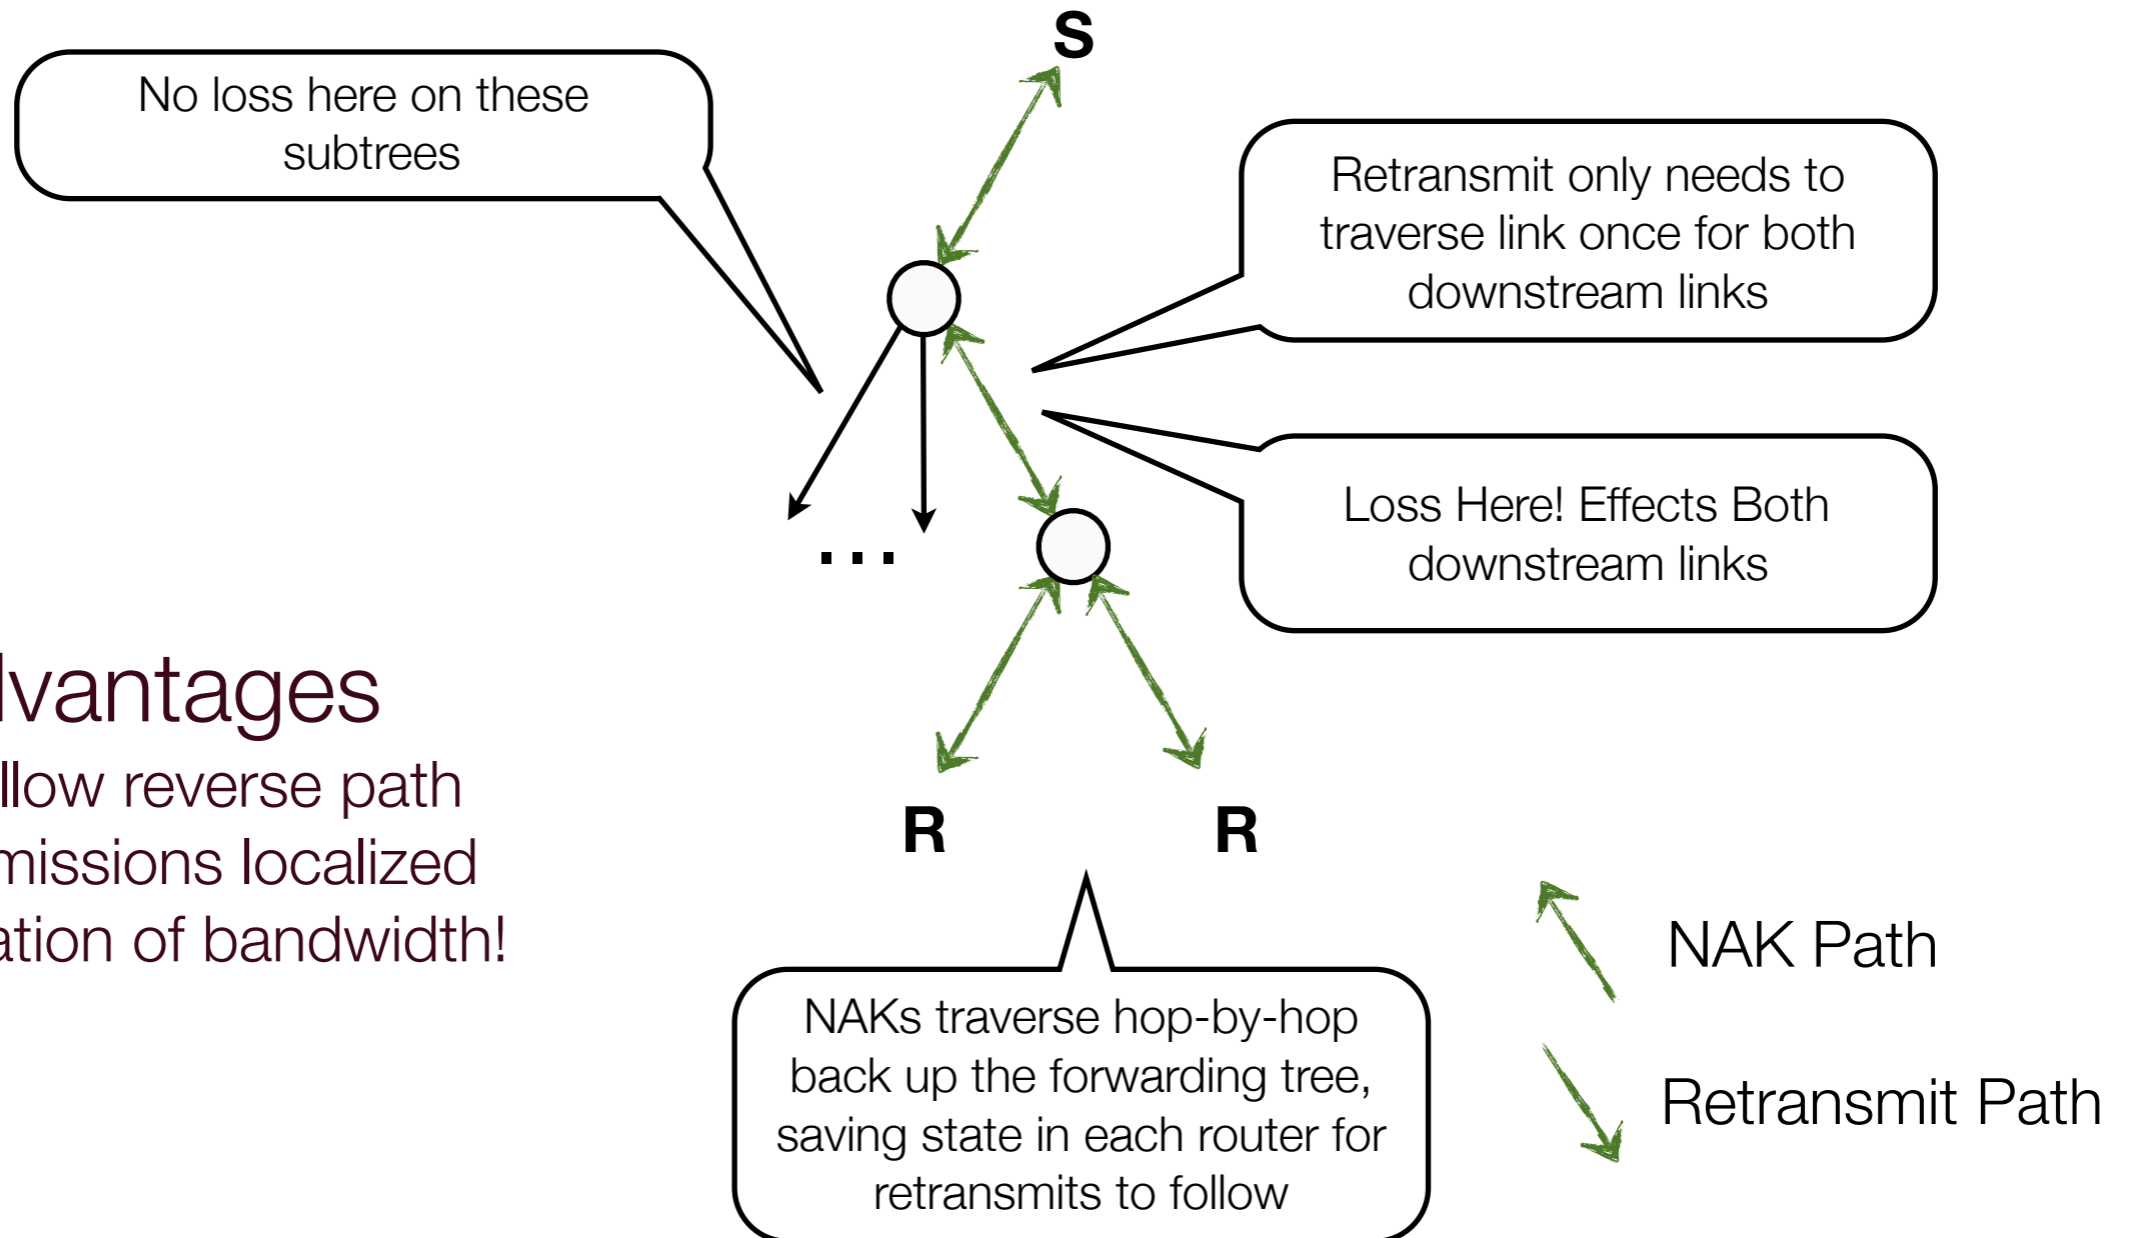 S
No loss here on these
subtrees
Retransmit only needs to
traverse link once for both
downstream links
Loss Here! Effects Both
downstream links
...
lvantages
llow reverse path
missions localized
ation of bandwidth!
R
R
NAKs traverse hop-by-hop
back up the forwarding tree,
saving state in each router for
retransmits to follow
NAK Path
Retransmit Path